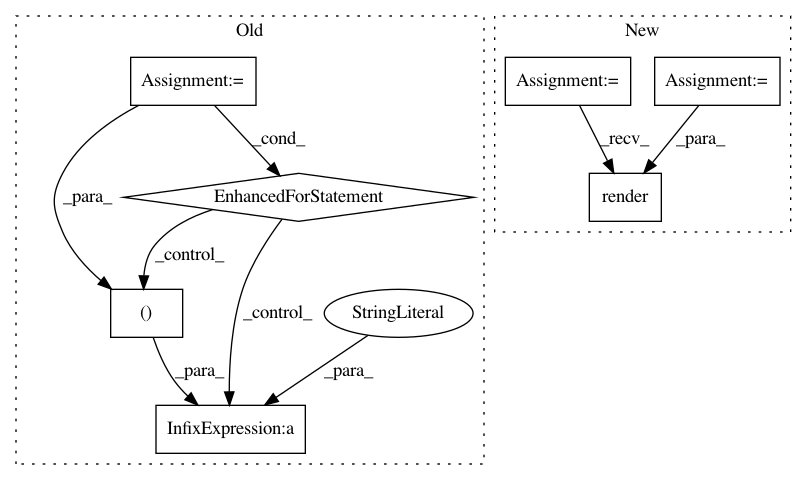 Old
New
Assignment:=
Assignment:=
Assignment:=
_cond_
_recv_
_para_
_para_
EnhancedForStatement
render
_control_
_control_
()
StringLiteral
_para_
_para_
InfixExpression:a